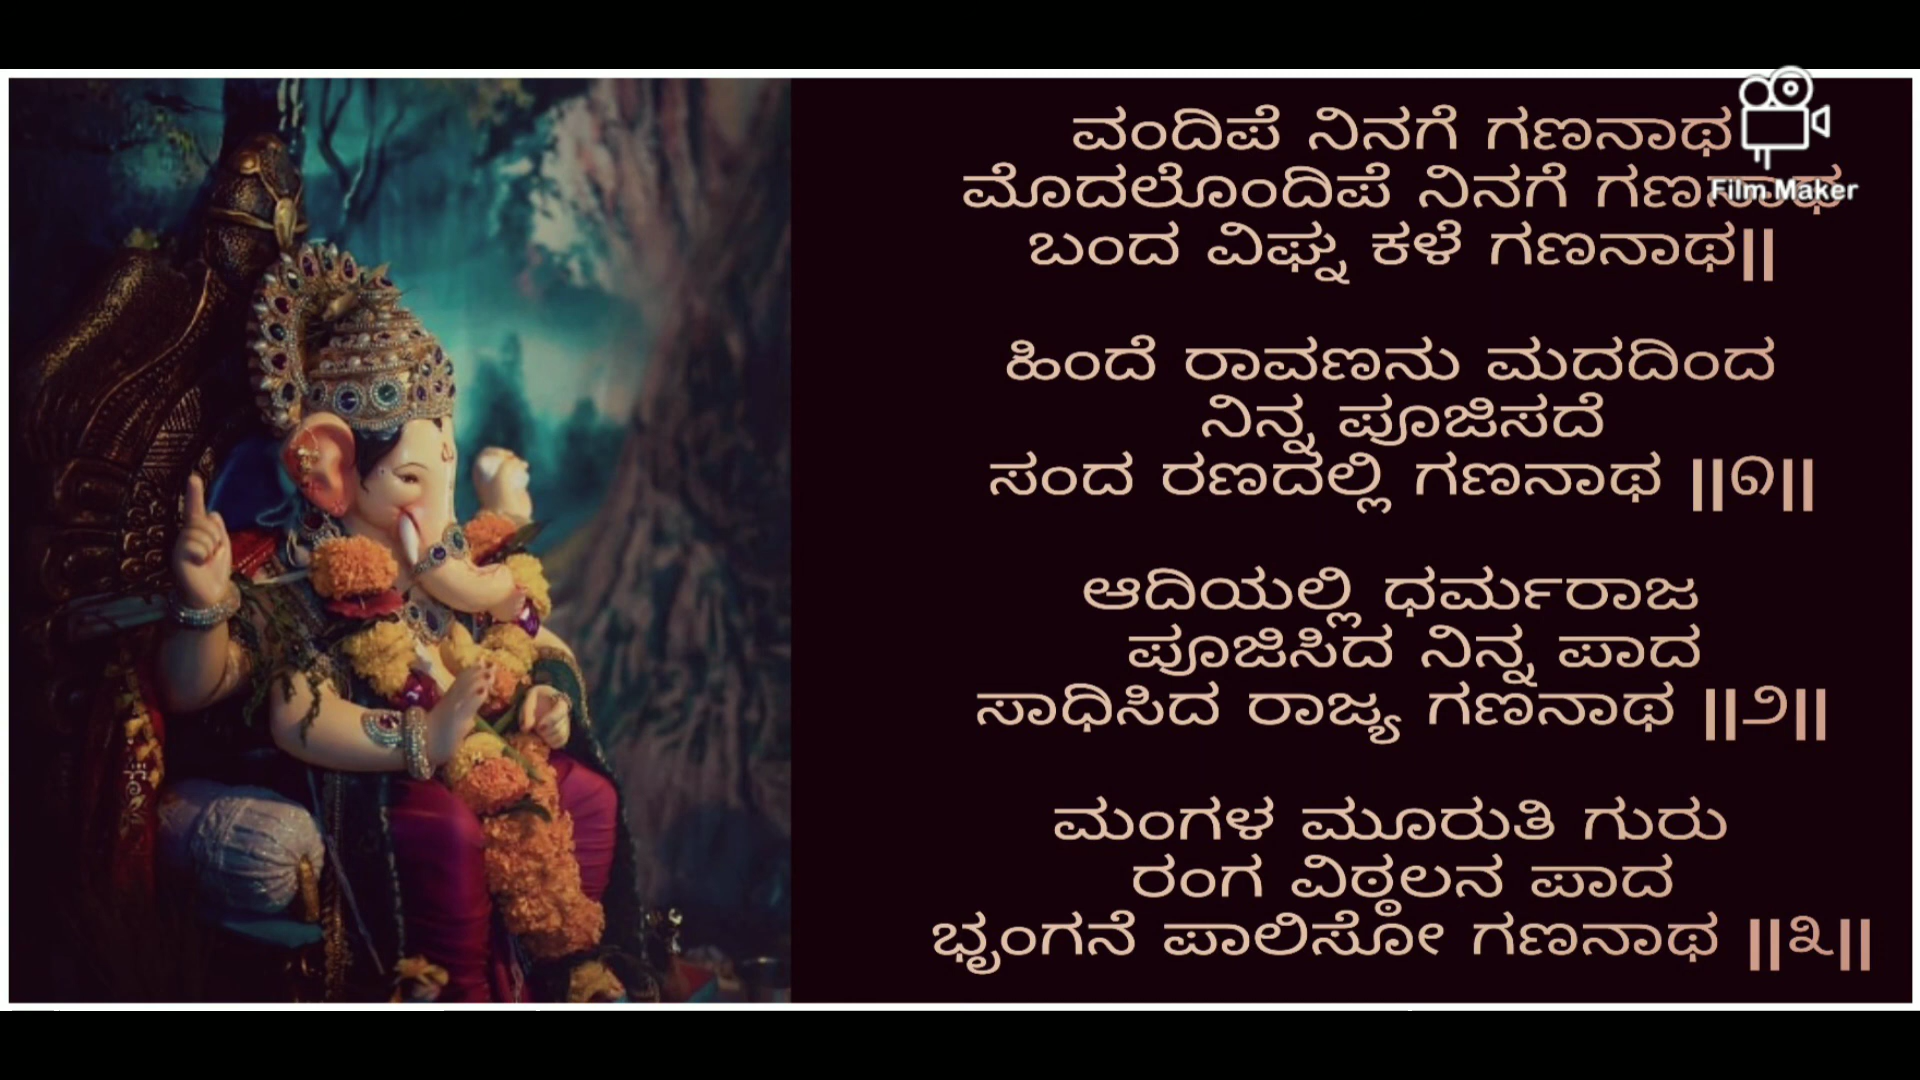 ವಂದಿಪೆ ನಿನಗೆ ಗಣನಾಥ
ಮೊದಲೊಂದಿಪೆ ನಿನಗೆ ಗಣನಾಥ
ಬಂದ ವಿಘ್ನ ಕಳೆ ಗಣನಾಥ||
ಹಿಂದೆ ರಾವಣನು ಮದದಿಂದ
ನಿನ್ನ ಪೂಜಿಸದೆ
ಸಂದ ರಣದಲ್ಲಿ ಗಣನಾಥ ||೧||
ಆದಿಯಲ್ಲಿ ಧರ್ಮರಾಜ
ಪೂಜಿಸಿದ ನಿನ್ನ ಪಾದ
ಸಾಧಿಸಿದ ರಾಜ್ಯ ಗಣನಾಥ ||೨||
ಮಂಗಳ ಮೂರುತಿ ಗುರು
ರಂಗ ವಿಠ್ಠಲನ ಪಾದ
ಭೃಂಗನೆ ಪಾಲಿಸೋ ಗಣನಾಥ ||೩||
Film Maker